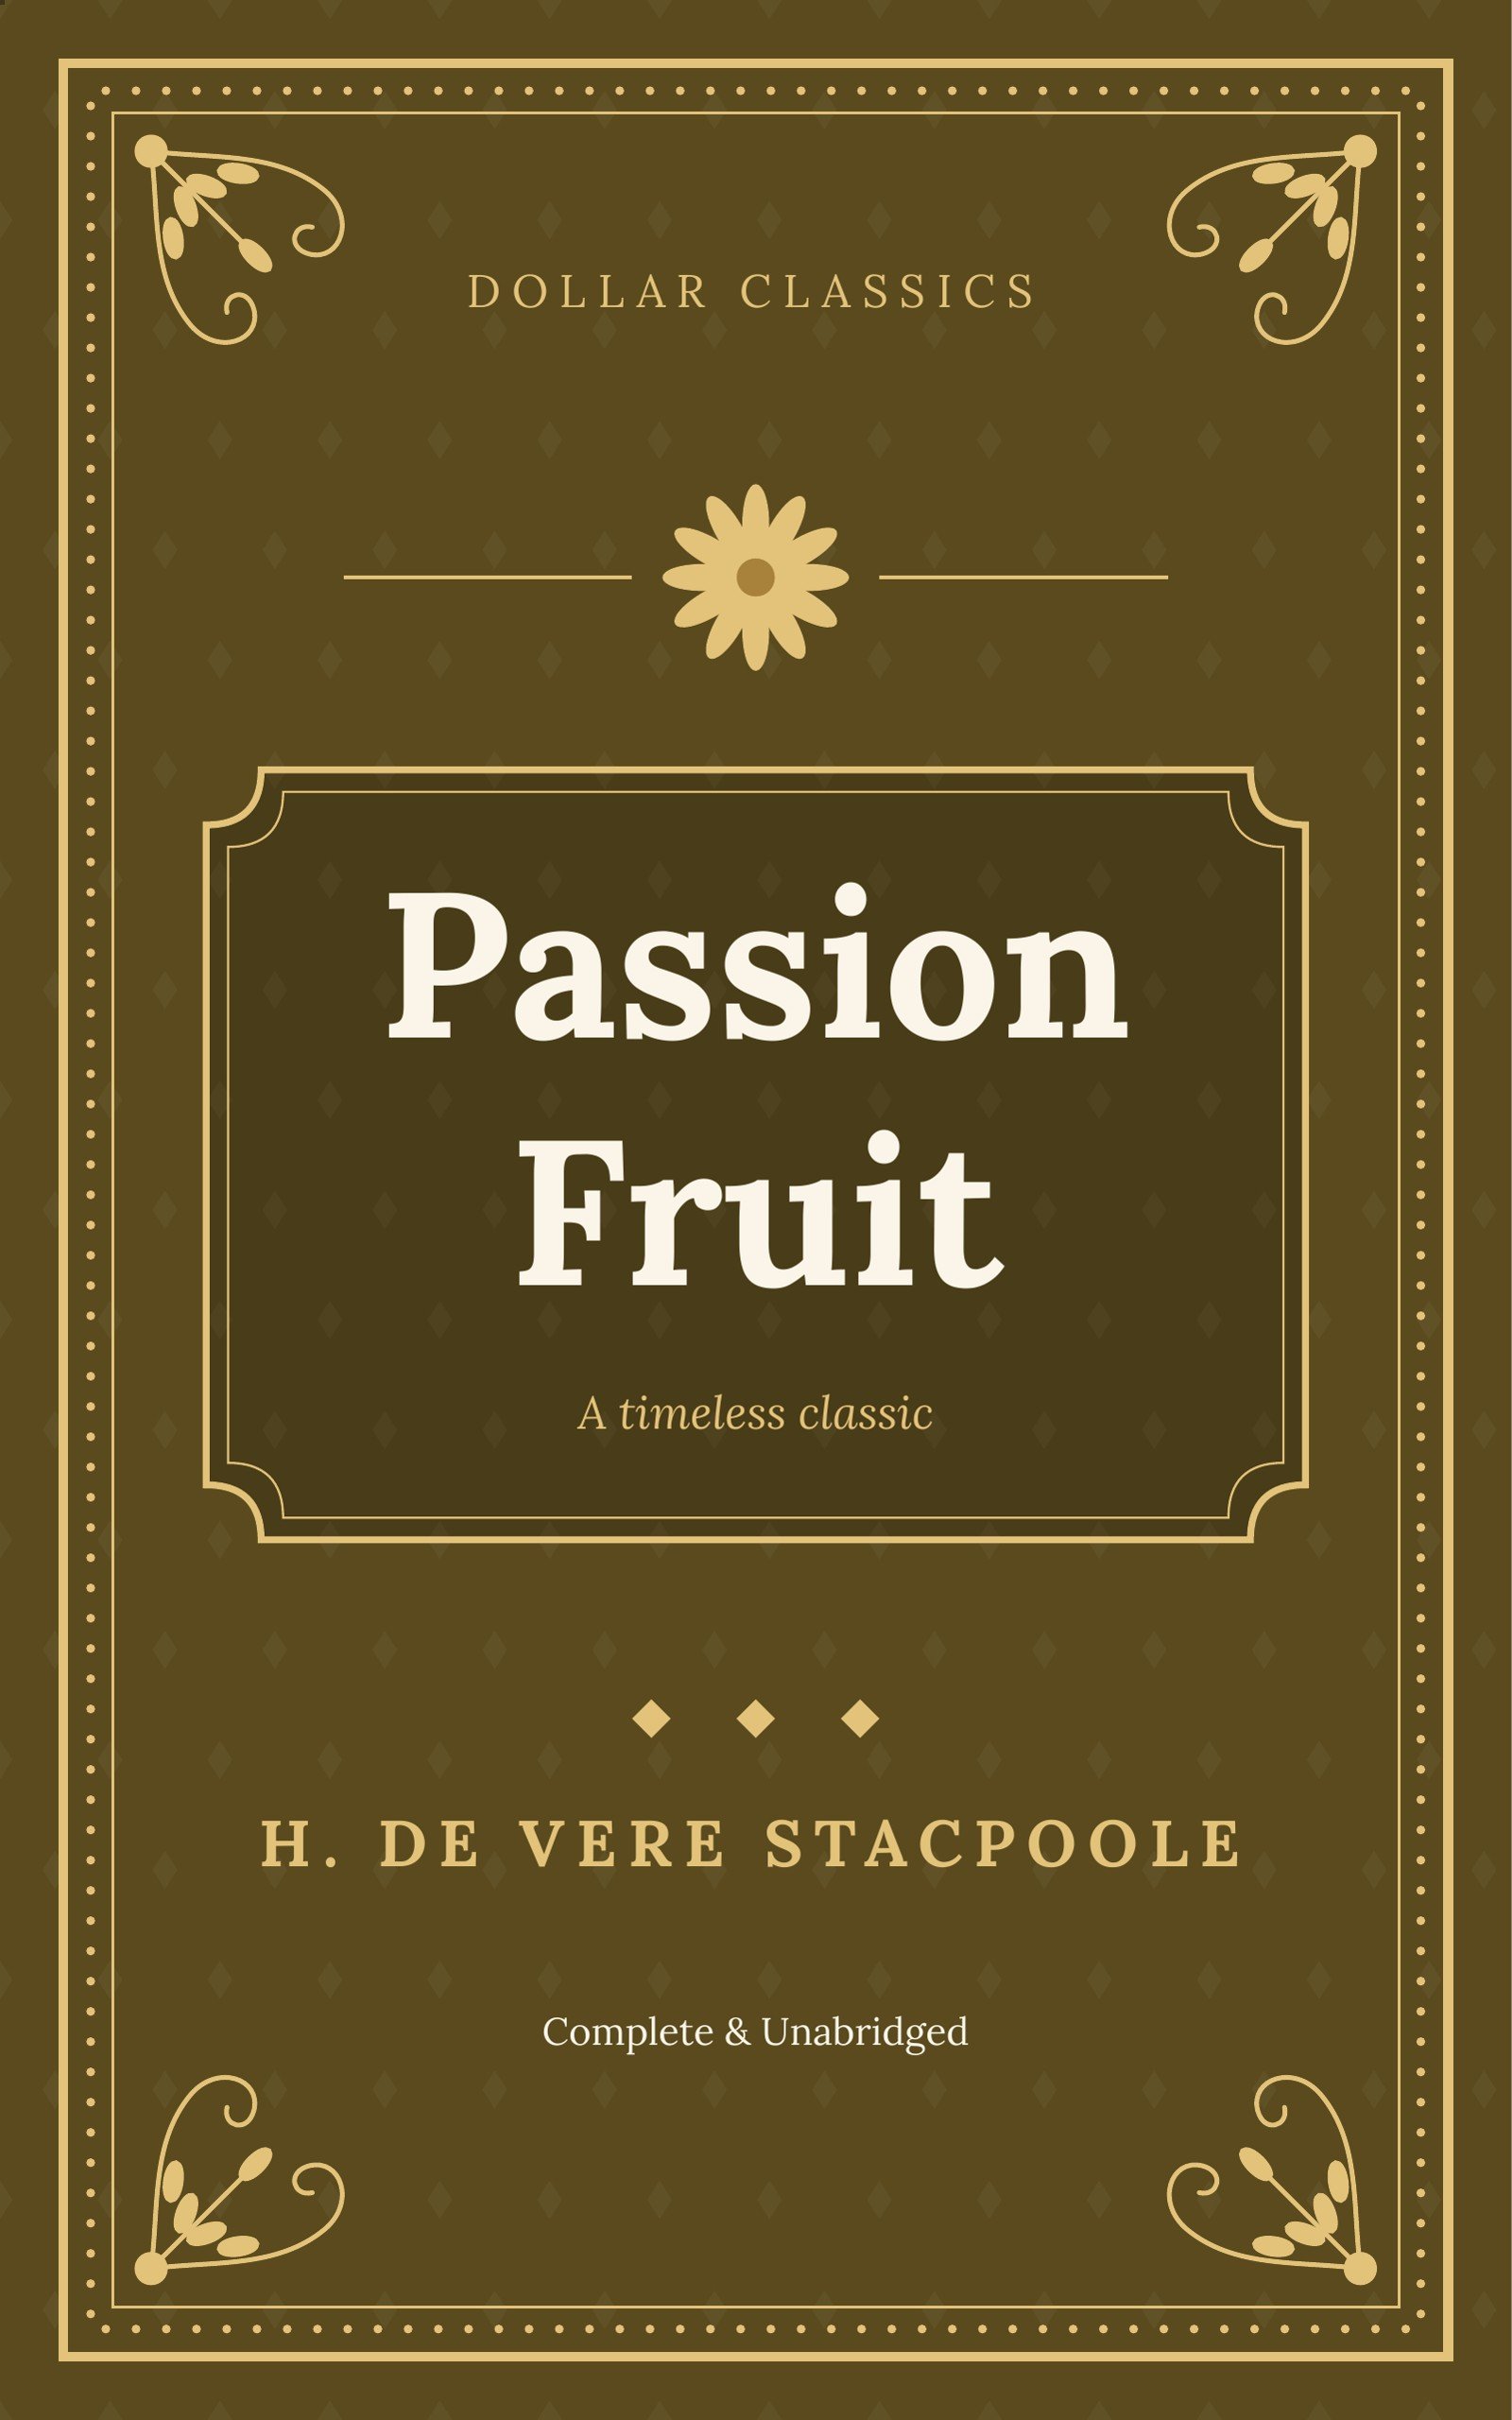 DOLLAR CLASSICS
Passion
Fruit
A timeless classic
H. DE VERE STACPOOLE
Complete & Unabridged